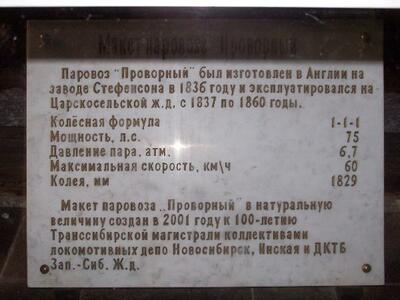 Макет паровоза "Проворный"
Паровоз "Проворный" был изготовлен в Англии на
заводе Стефенсона в 1836 году и эксплуатировался на
Царскосельской ж.д. с 1837 по 1860 годы.
Колёсная формула 1-1-1
Мощность, л.с. 75
Давление пара, атм. 6,7
Максимальная скорость, км\ч 60
Колея, мм 1829
Макет паровоза „Проворный" в натуральную
величину создан в 2001 году к 100-летию
Транссибирской магистрали коллективами
локомотивных депо Новосибирск, Инская и ДКТБ
Зап.-Сиб. Ж.д.